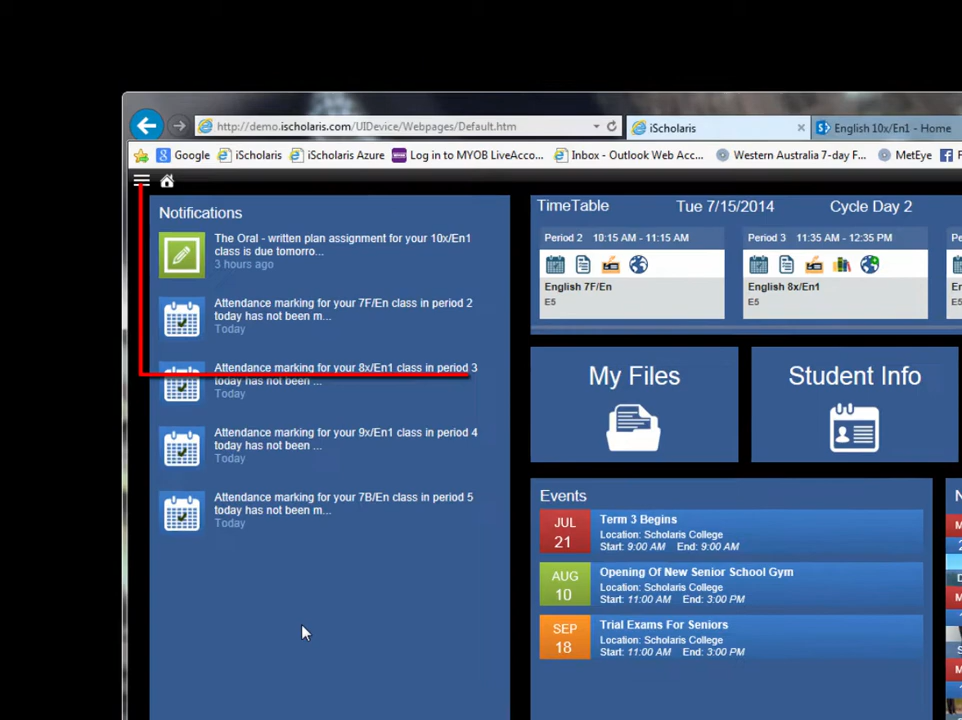 http://demo.ischolaris.com/UIDevice/Webpages/Default.htm
iScholaris
English 10x/En1 - Home
Google
iScholaris
iScholaris Azure
Log in to MYOB LiveAcco...
Inbox - Outlook Web Acc...
Western Australia 7-day F...
MetEye
Notifications
The Oral - written plan assignment for your 10x/En1
class is due tomorro...
3 hours ago
Attendance marking for your 7F/En class in period 2
today has not been m...
Today
Attendance marking for your 8x/En1 class in period 3
today has not been ...
Today
Attendance marking for your 9x/En1 class in period 4
today has not been ...
Today
Attendance marking for your 7B/En class in period 5
today has not been m...
Today
TimeTable Tue 7/15/2014 Cycle Day 2
Period 2 10:15 AM - 11:15 AM
English 7F/En
E5
Period 3 11:35 AM - 12:35 PM
English 8x/En1
E5
My Files
Student Info
Events
JUL
21
Term 3 Begins
Location: Scholaris College
Start: 9:00 AM End: 9:00 AM
AUG
10
Opening Of New Senior School Gym
Location: Scholaris College
Start: 11:00 AM End: 3:00 PM
SEP
18
Trial Exams For Seniors
Location: Scholaris College
Start: 11:00 AM End: 3:00 PM